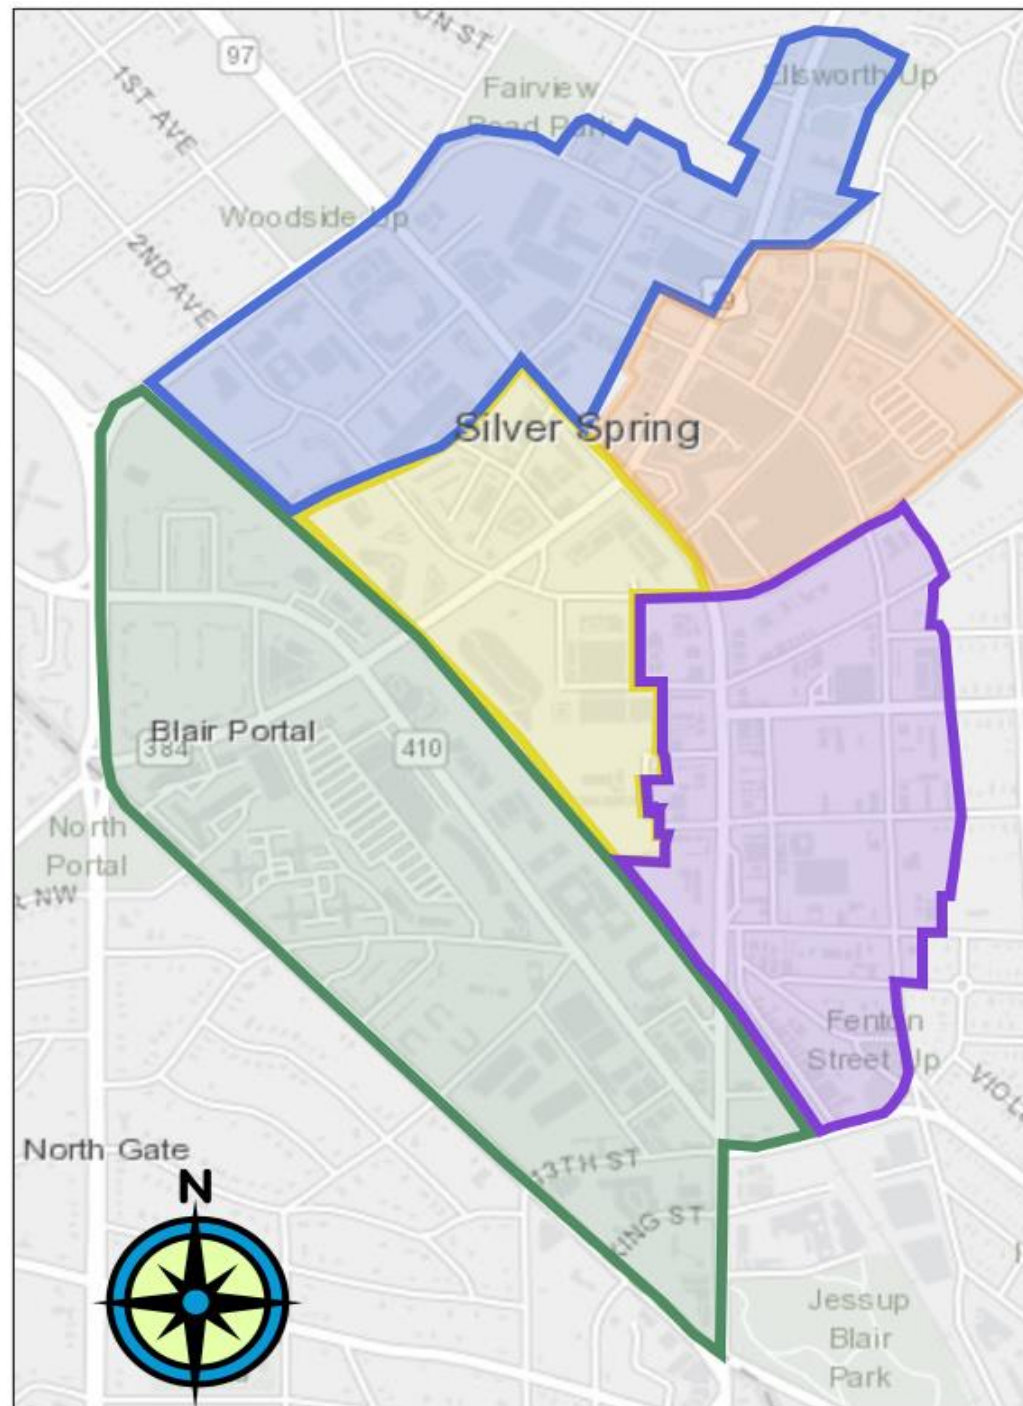 97
1ST AVE
Fairview
Road Park
Ellsworth Up
Woodside Up
2ND AVE
Silver Spring
Blair Portal
384
410
North
Portal
NW
Fenton
Street Up
North Gate
N
13TH ST
KING ST
Jessup
Blair
Park